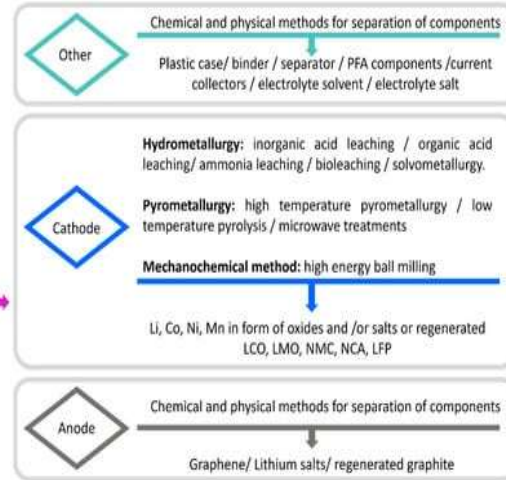 Other
Chemical and physical methods for separation of components
Plastic case/ binder / separator / PFA components /current
collectors / electrolyte solvent / electrolyte salt
Cathode
Hydrometallurgy: inorganic acid leaching / organic acid
leaching/ ammonia leaching / bioleaching / solvometallurgy.
Pyrometallurgy: high temperature pyrometallurgy / low
temperature pyrolysis / microwave treatments
Mechanochemical method: high energy ball milling
Li, Co, Ni, Mn in form of oxides and /or salts or regenerated
LCO, LMO, NMC, NCA, LFP
Anode
Chemical and physical methods for separation of components
Graphene/ Lithium salts/ regenerated graphite